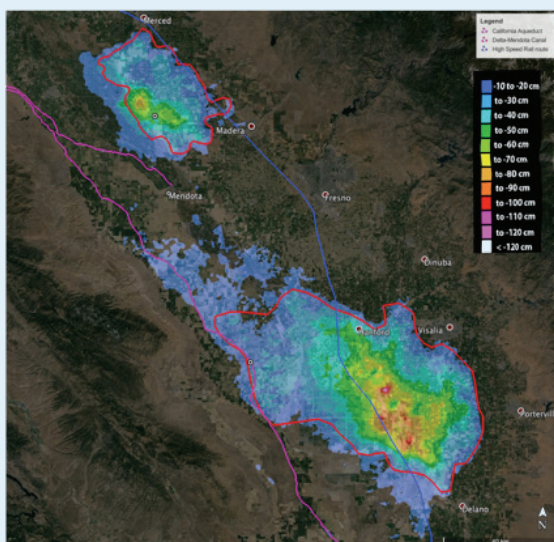 Merced
Legend
California Aqueduct
Delta-Mendota Canal
High Speed Rail route
-10 to -20 cm
to -30 cm
to -40 cm
to -50 cm
to -60 cm
to -70 cm
to -80 cm
to -90 cm
to -100 cm
to -110 cm
to -120 cm
< -120 cm
Madera
Mendota
Fresno
Dinuba
Hanford
Visalia
Portervill
Delano
N